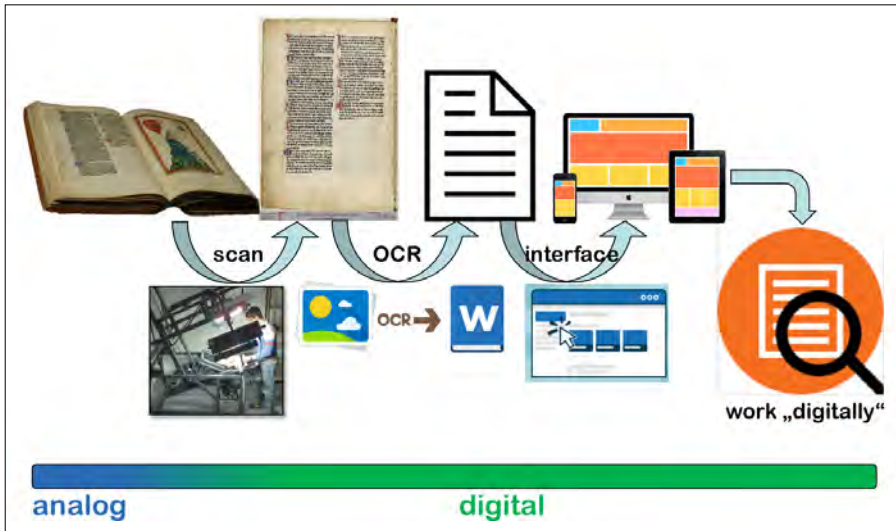 scan
OCR
interface
OCR
W
work „digitally“
analog
digital